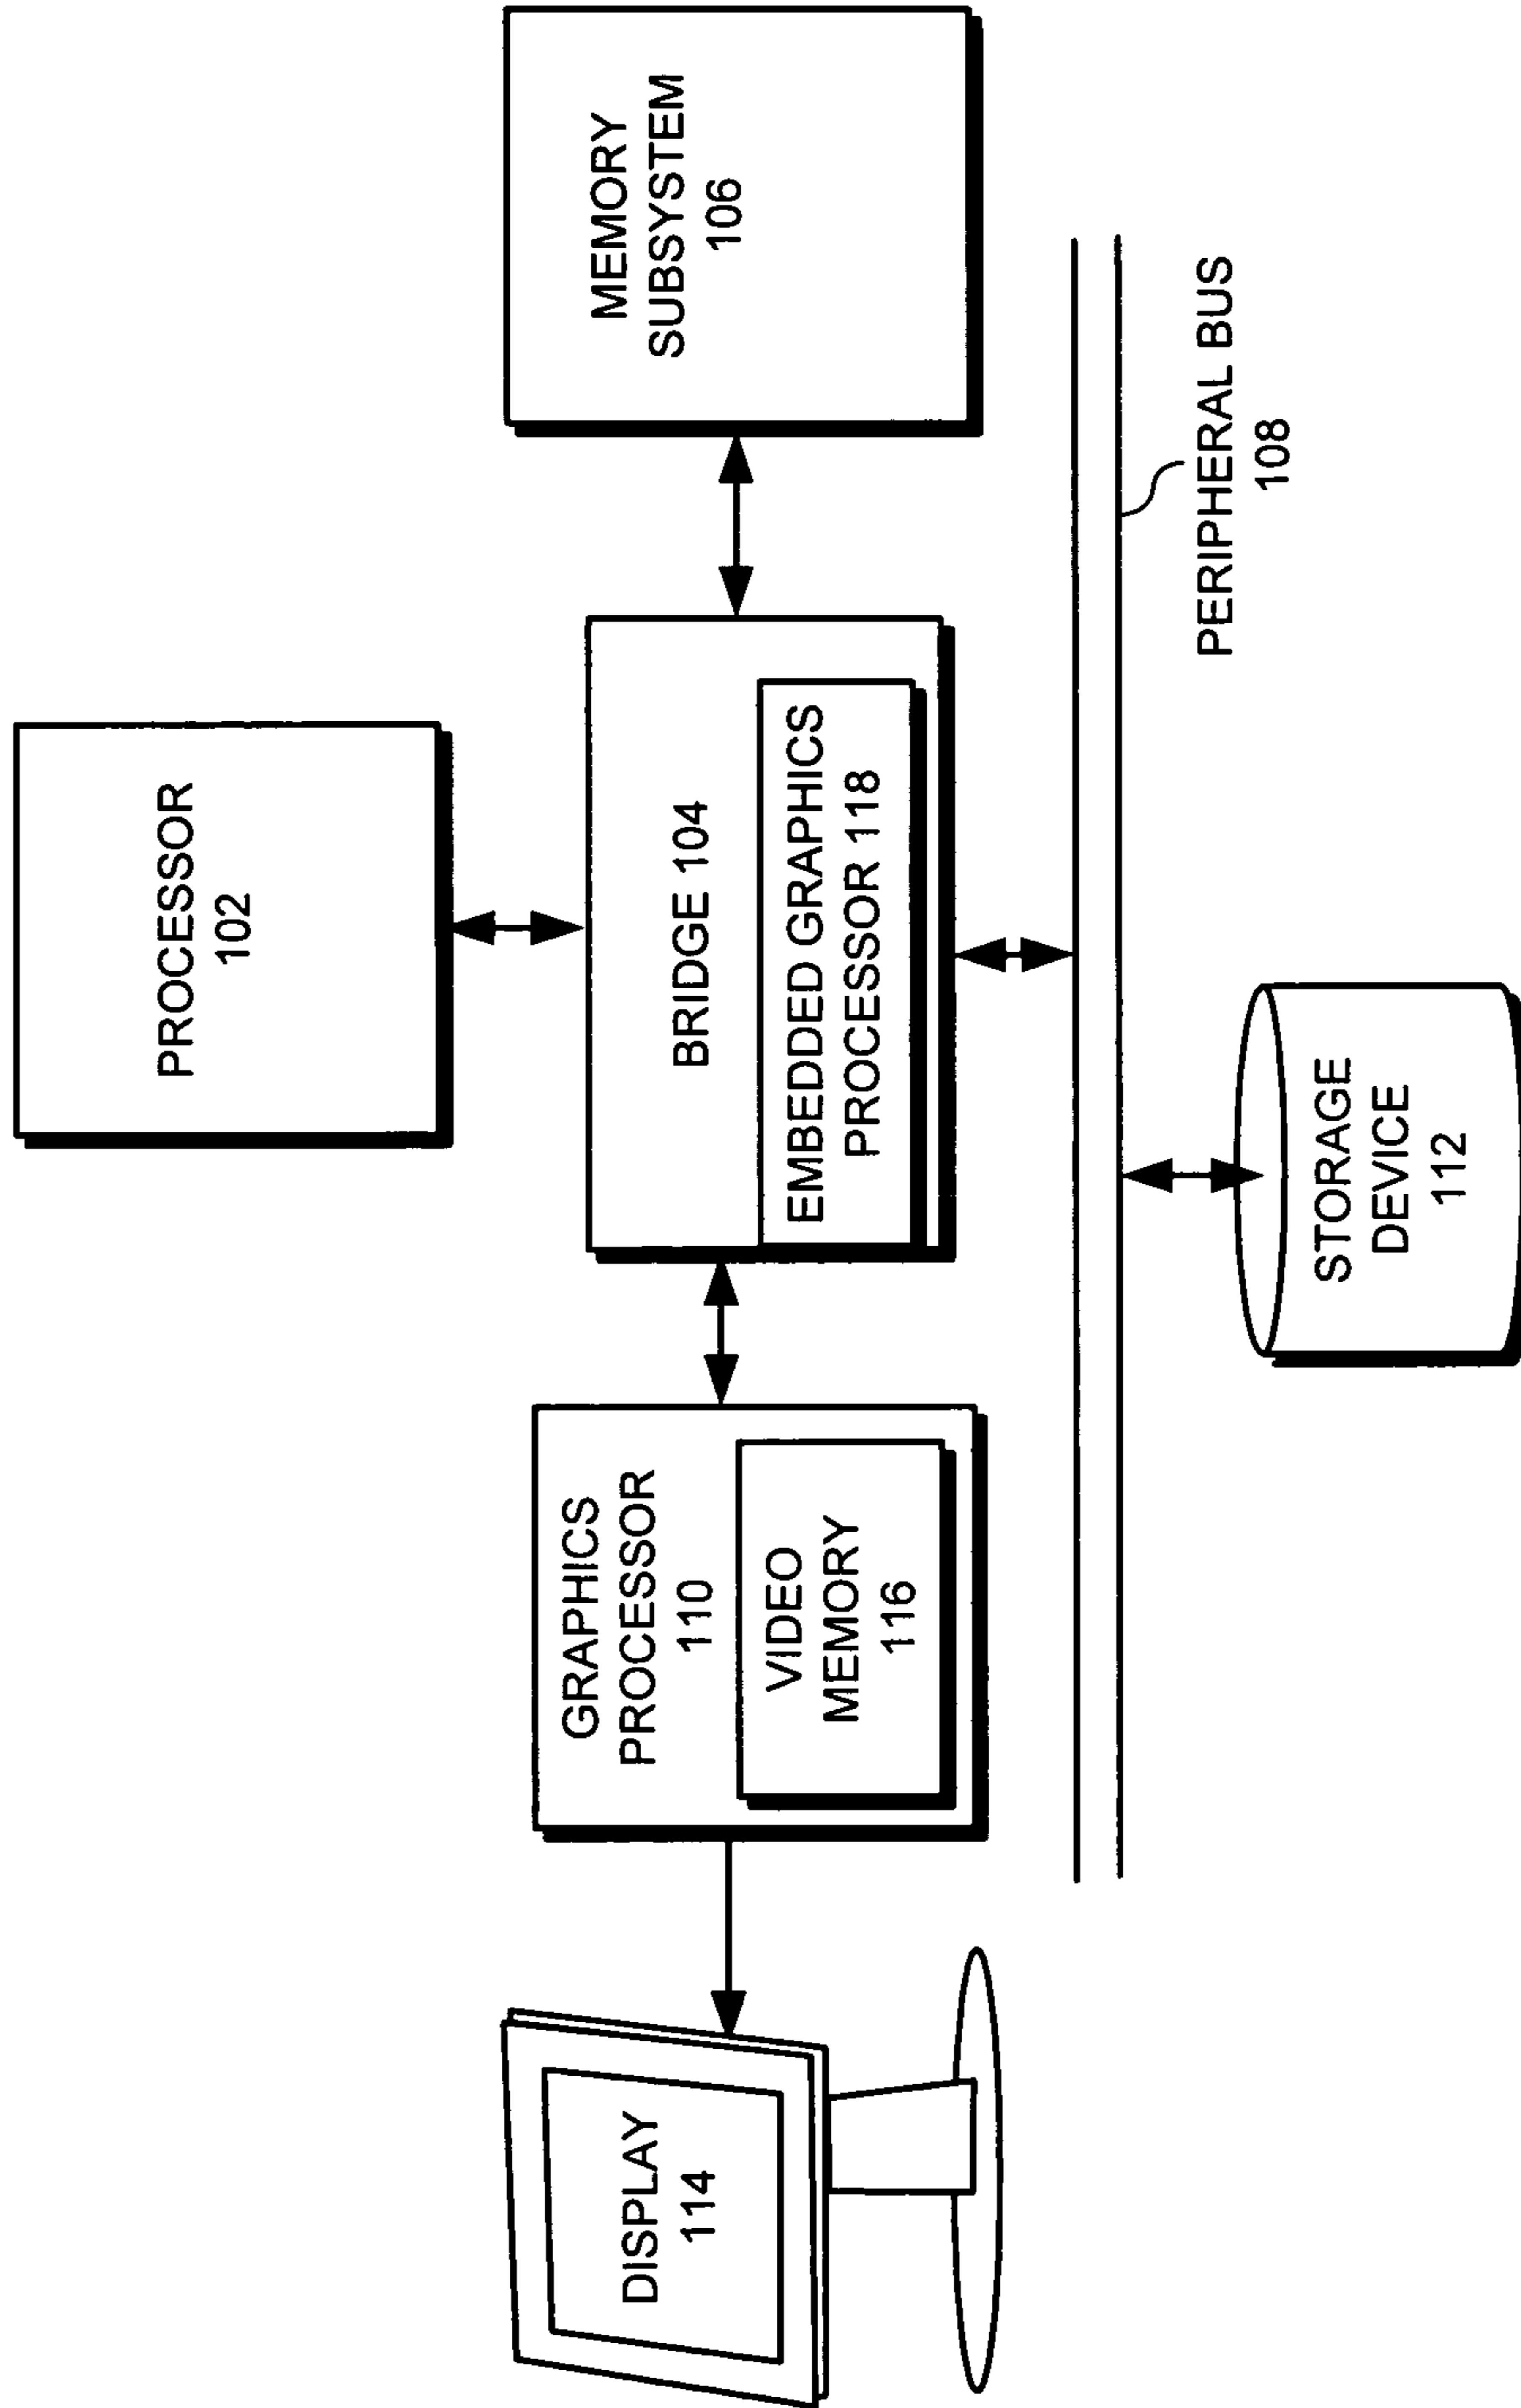 PROCESSOR
102
DISPLAY
114
GRAPHICS
PROCESSOR
110
VIDEO
MEMORY
116
BRIDGE 104
EMBEDDED GRAPHICS
PROCESSOR 118
MEMORY
SUBSYSTEM
106
PERIPHERAL BUS
108
STORAGE
DEVICE
112